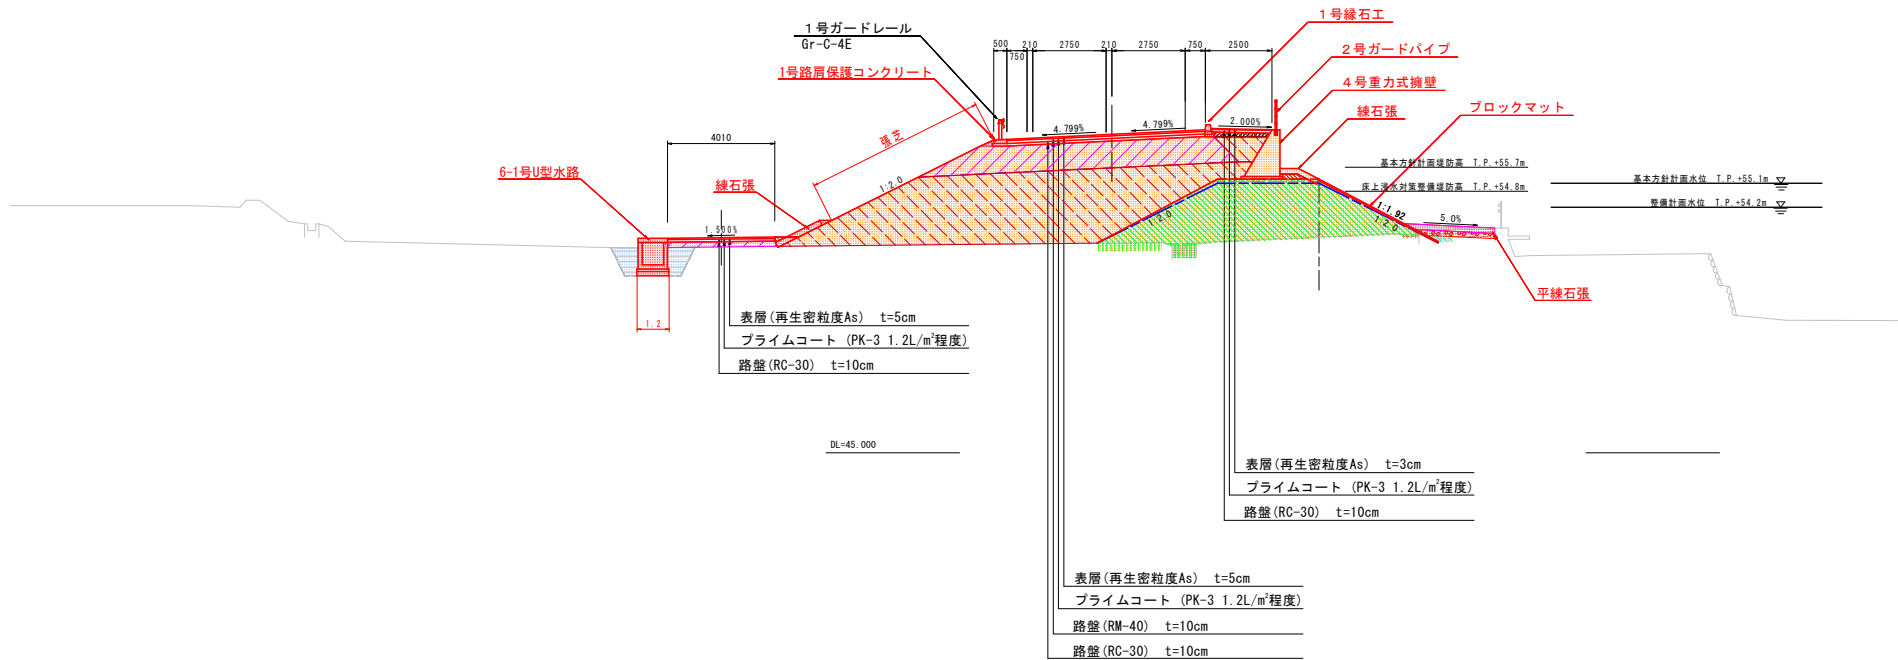 1号ガードレール
Gr-C-4E
1号路肩保護コンクリート
500
750
210
2750
210
2750
750
2500
1号縁石工
2号ガードパイプ
4号重力式擁壁
練石張
ブロックマット
4010
張芝
4.799%
4.799%
2.000%
基本方針計画堤防高 T.P.+55.7m
床上浸水対策整備堤防高 T.P.+54.8m
基本方針計画水位 T.P.+55.1m
整備計画水位 T.P.+54.2m
6-1号U型水路
練石張
1:2.0
1:2.0
1:1.92
1:2.0
5.0%
1.500%
平練石張
1.2
表層(再生密粒度As) t=5cm
プライムコート (PK-3 1.2L/m²程度)
路盤(RC-30) t=10cm
DL=45.000
表層(再生密粒度As) t=3cm
プライムコート (PK-3 1.2L/m²程度)
路盤(RC-30) t=10cm
表層(再生密粒度As) t=5cm
プライムコート (PK-3 1.2L/m²程度)
路盤(RM-40) t=10cm
路盤(RC-30) t=10cm